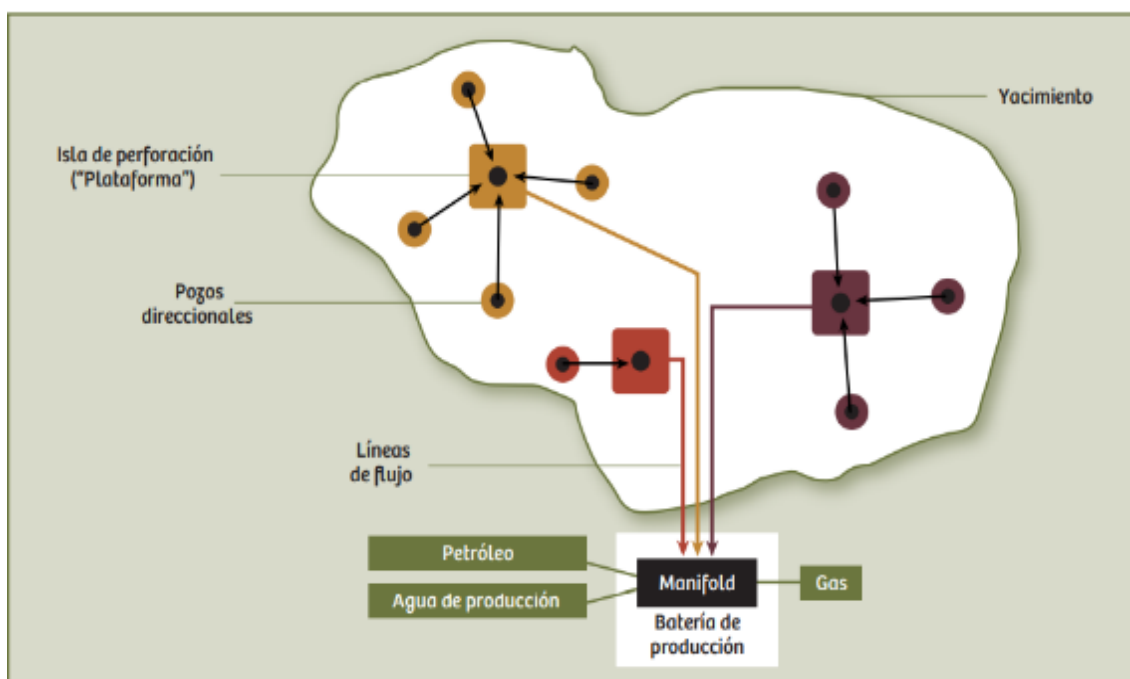 Yacimiento
Isla de perforación
("Plataforma")
Pozos
direccionales
Líneas
de flujo
Petróleo
Agua de producción
Manifold
Gas
Batería de
producción